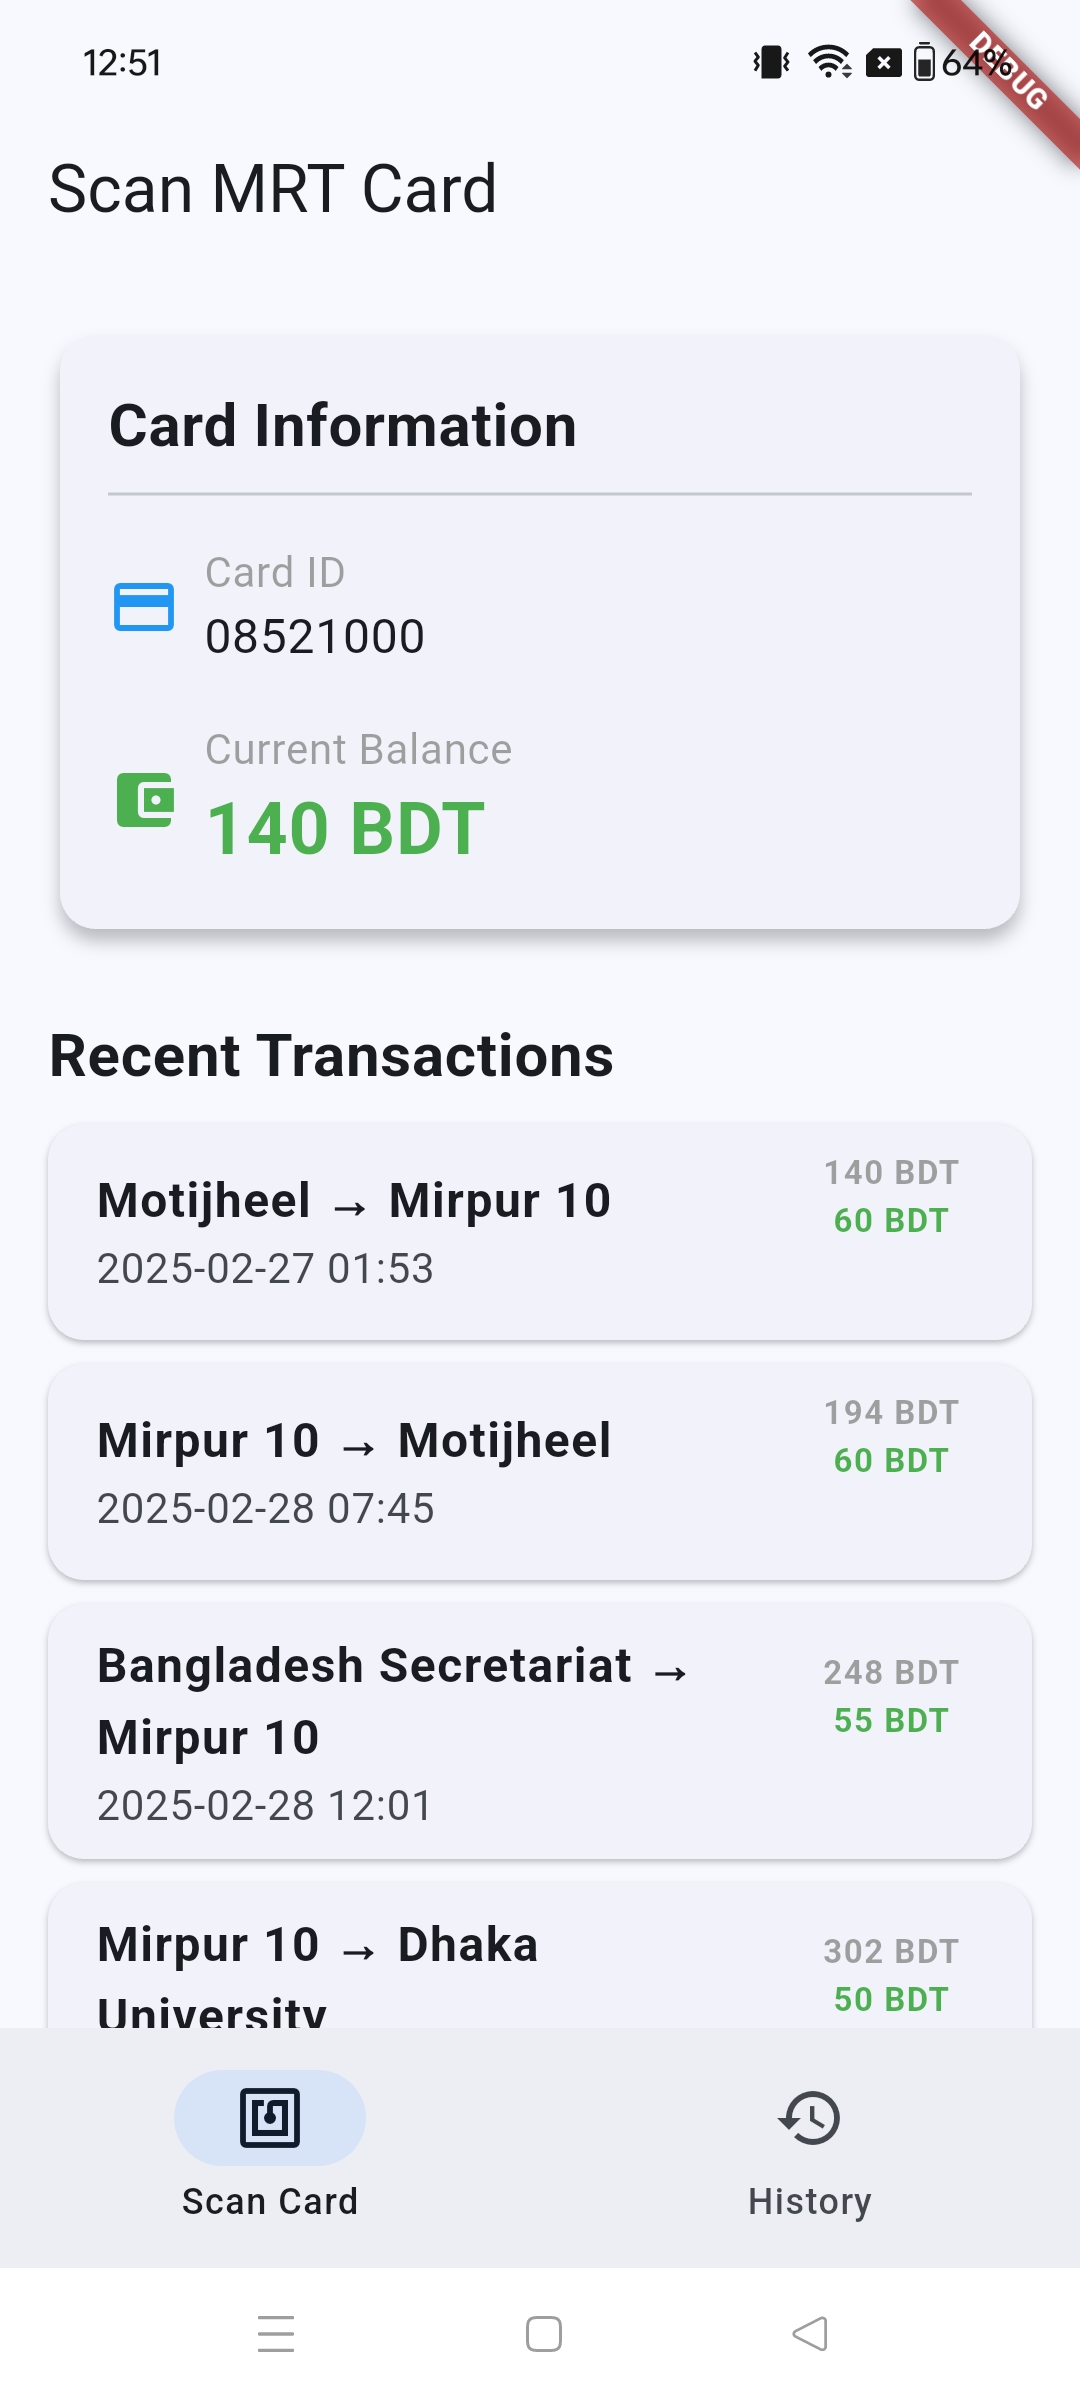 12:51
64%
DEBUG
Scan MRT Card
Card Information
Card ID
08521000
Current Balance
140 BDT
Recent Transactions
Motijheel → Mirpur 10
140 BDT
60 BDT
2025-02-27 01:53
Mirpur 10 → Motijheel
194 BDT
60 BDT
2025-02-28 07:45
Bangladesh Secretariat →
Mirpur 10
248 BDT
55 BDT
2025-02-28 12:01
Mirpur 10 → Dhaka
University
302 BDT
50 BDT
Scan Card
History